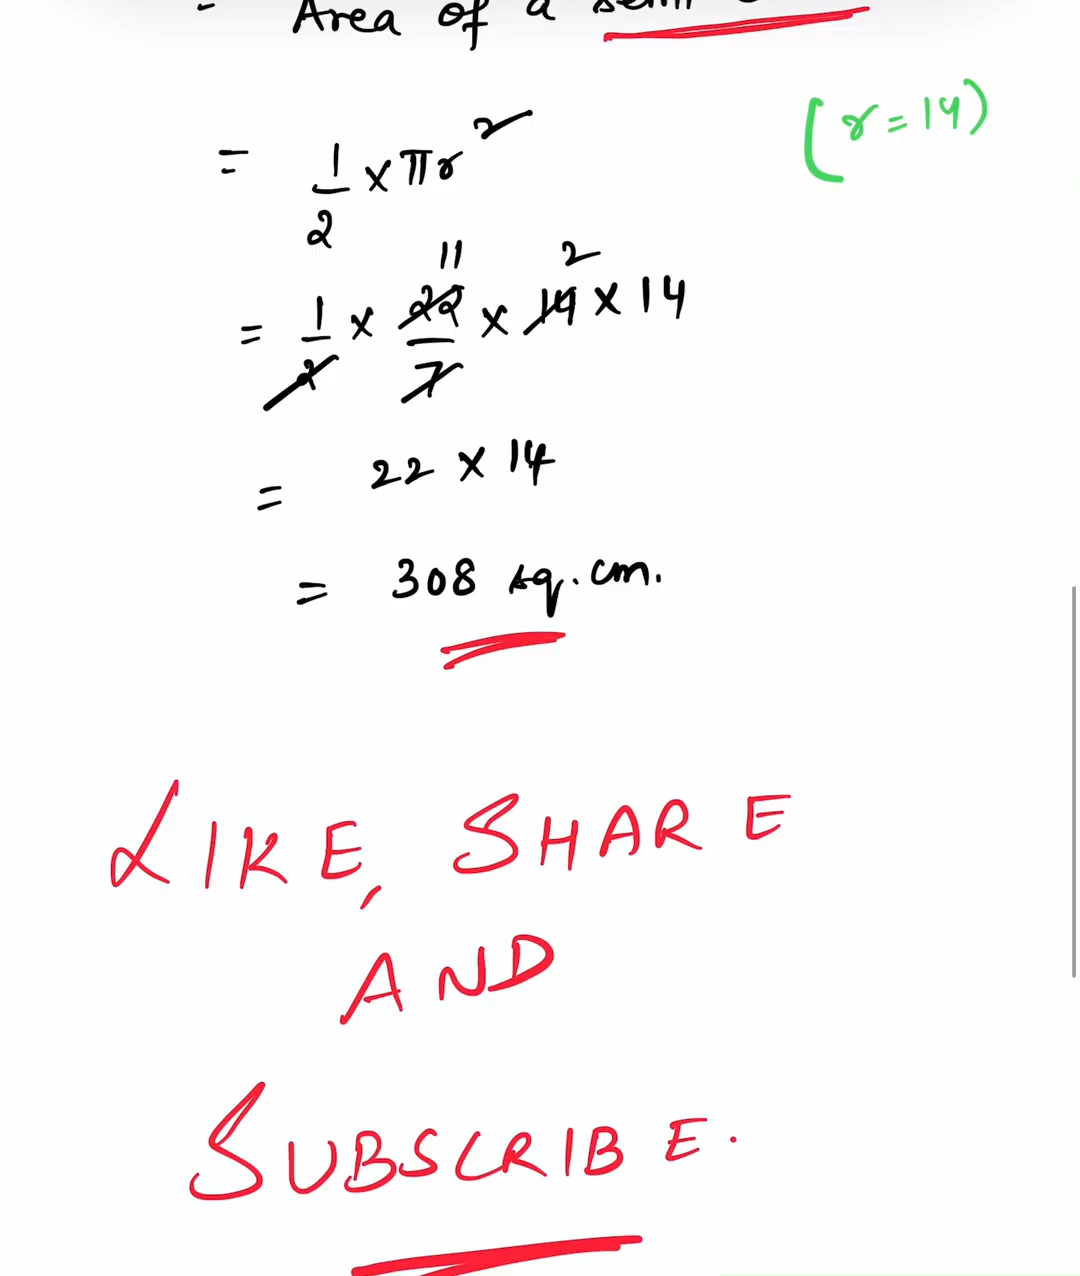 = Area of a semi
(r=14)
= 1/2 × πr²
11 2
= 1/2 × 22/7 × 14 × 14
= 22 × 14
= 308 sq. cm.
LIKE, SHARE
AND
SUBSCRIBE.